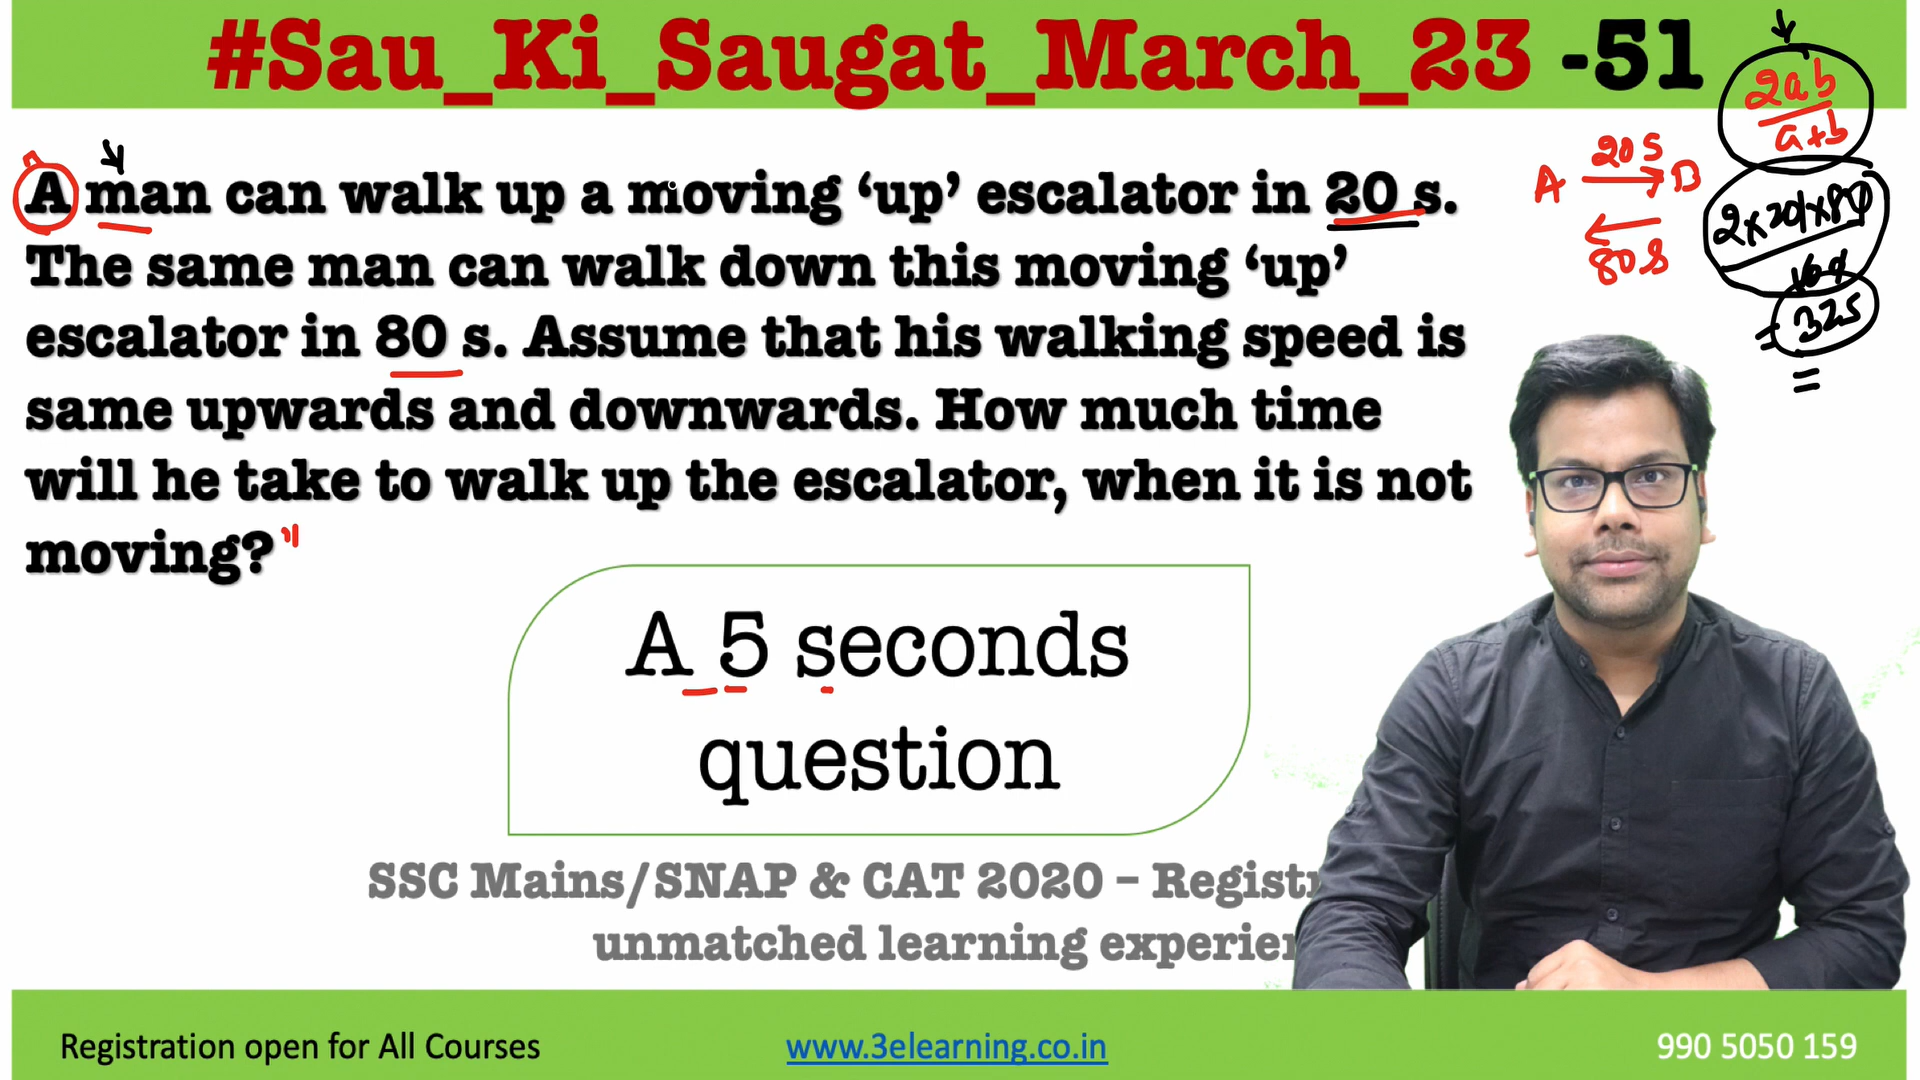 #Sau_Ki_Saugat_March_23 -51
A man can walk up a moving ‘up’ escalator in 20 s.
The same man can walk down this moving ‘up’
escalator in 80 s. Assume that his walking speed is
same upwards and downwards. How much time
will he take to walk up the escalator, when it is not
moving?
2ab
a+b
20 S
A B
80 s
2×20×80
= 32s
=
A 5 seconds
question
SSC Mains/SNAP & CAT 2020 – Registr
unmatched learning experien
Registration open for All Courses
www.3elearning.co.in
990 5050 159